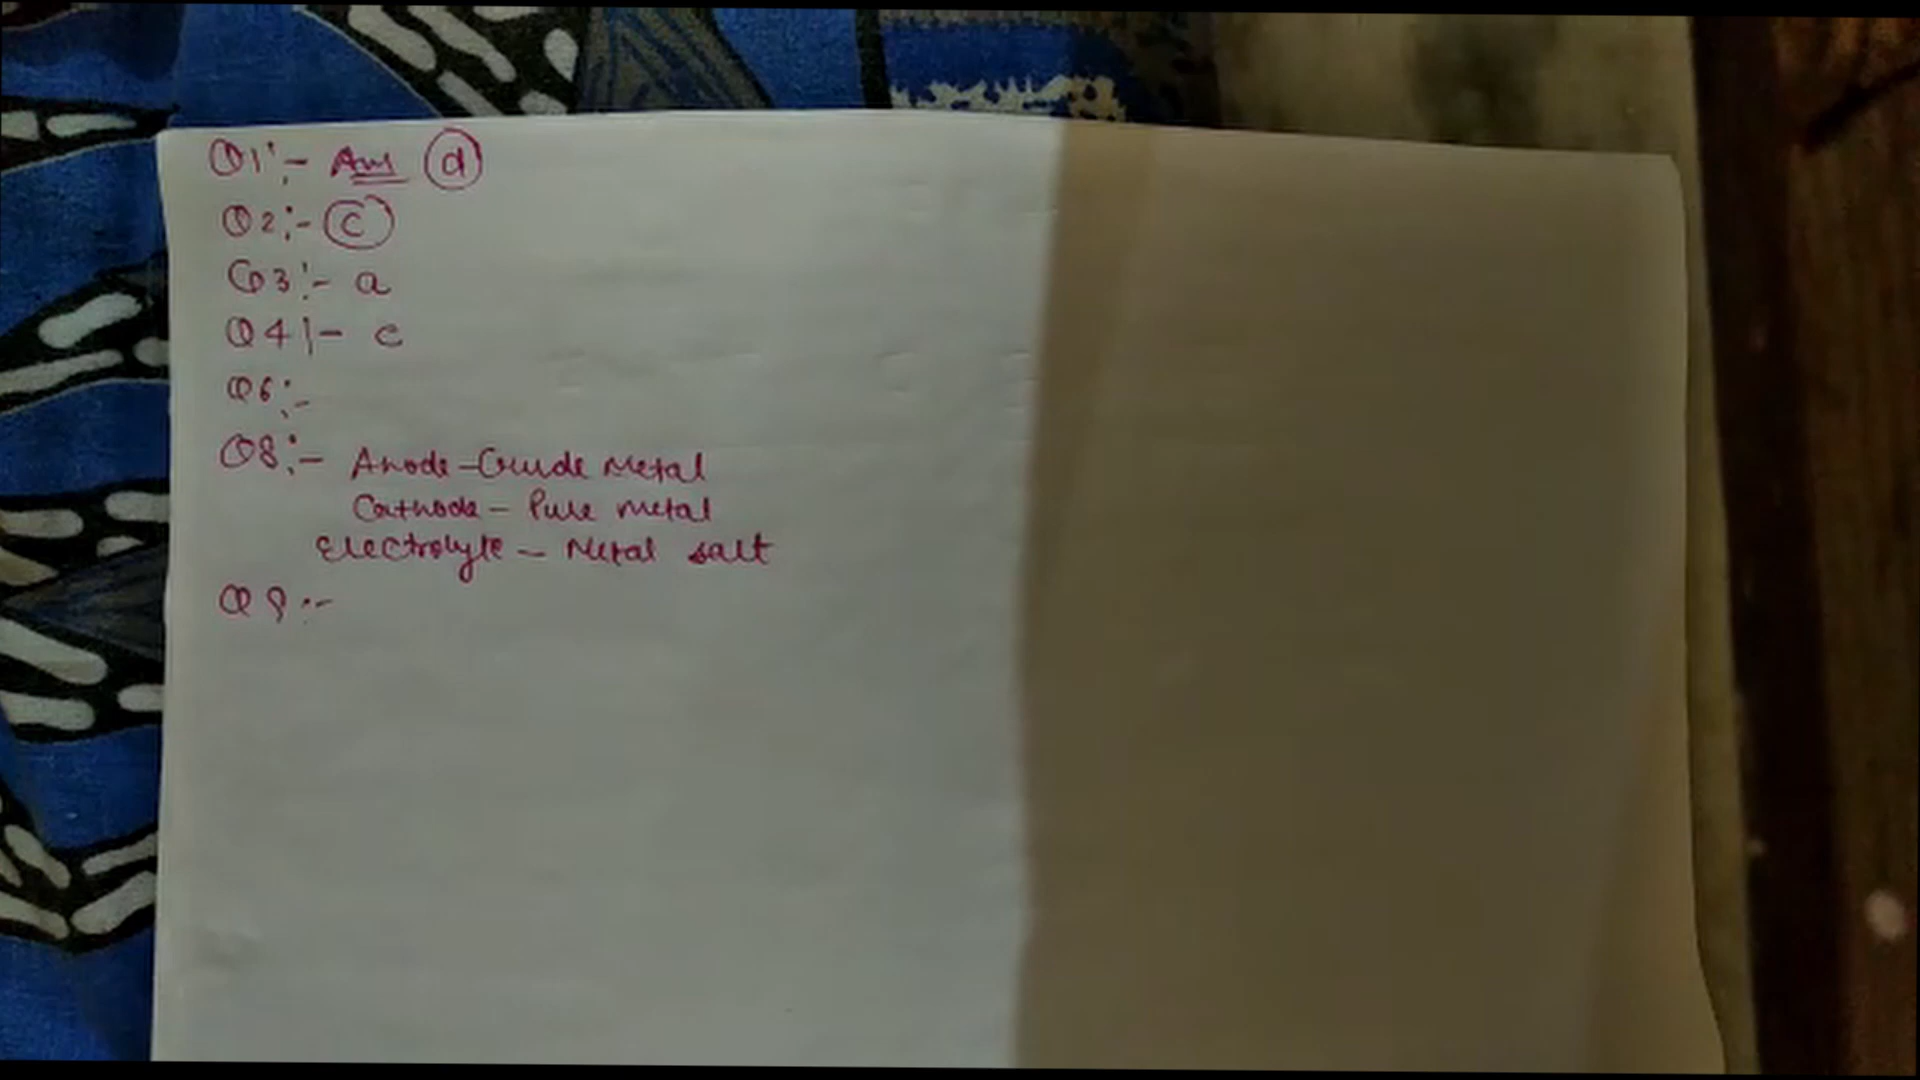 Q1:- Ans (d)
Q2:- (c)
Q3:- a
Q4:- c
Q6:-
Q8:- Anode - Crude Metal
Cathode - Pure metal
Electrolyte - Metal salt
Q9:-